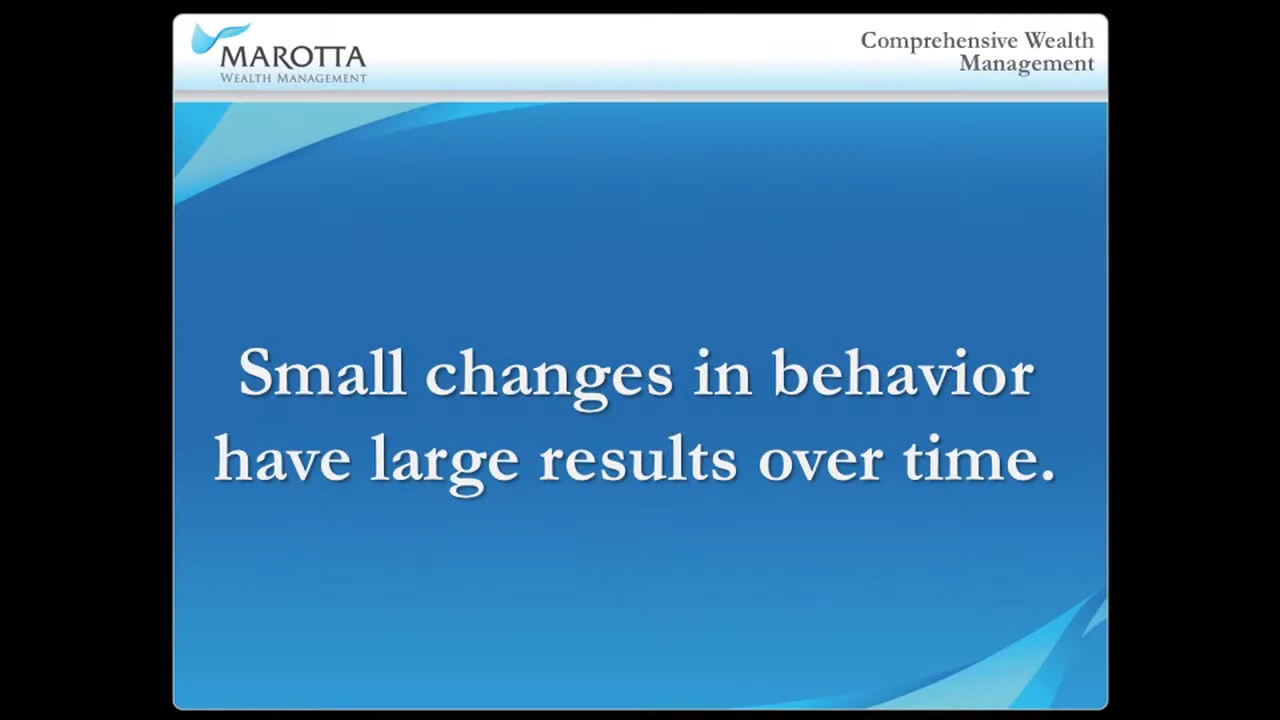 MAROTTA
WEALTH MANAGEMENT
Comprehensive Wealth
Management
Small changes in behavior
have large results over time.